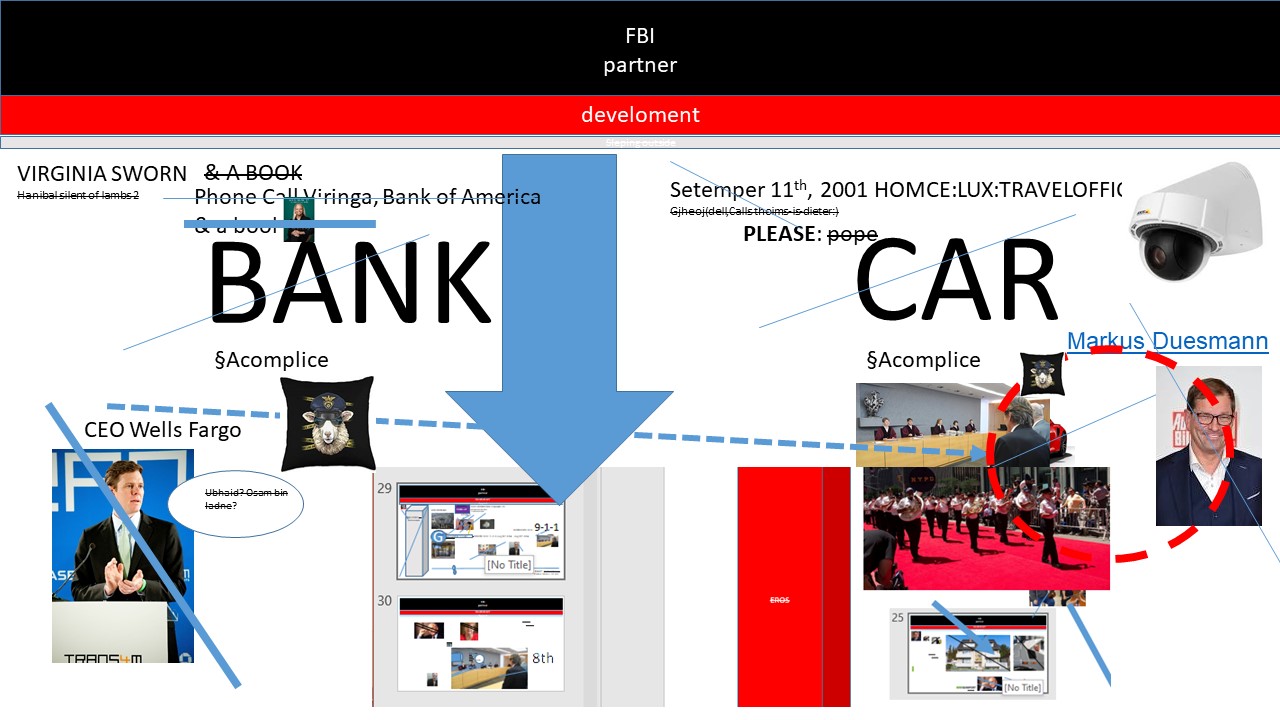 FBI
partner
develoment
VIRGINIA SWORN & A BOOK
Hanibal silent of lambs 2
Phone Call Viringa, Bank of America
& a book
BANK
§Acomplice
CEO Wells Fargo
Ubhaid? Osam bin
ladne?
TRANS4M
29
9-1-1
G
[No Title]
30
8th
Setemper 11th, 2001 HOMCE:LUX:TRAVELOFFIC
Gjheoj(dell,Calls thoims-is dieter:)
PLEASE: pope
CAR
Markus Duesmann
§Acomplice
EROS
25
[No Title]